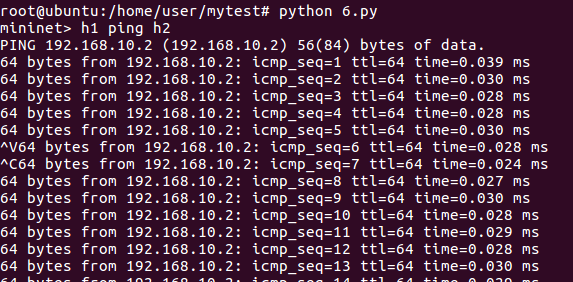 root@ubuntu:/home/user/mytest# python 6.py
mininet> h1 ping h2
PING 192.168.10.2 (192.168.10.2) 56(84) bytes of data.
64 bytes from 192.168.10.2: icmp_seq=1 ttl=64 time=0.039 ms
64 bytes from 192.168.10.2: icmp_seq=2 ttl=64 time=0.030 ms
64 bytes from 192.168.10.2: icmp_seq=3 ttl=64 time=0.028 ms
64 bytes from 192.168.10.2: icmp_seq=4 ttl=64 time=0.028 ms
64 bytes from 192.168.10.2: icmp_seq=5 ttl=64 time=0.030 ms
^V64 bytes from 192.168.10.2: icmp_seq=6 ttl=64 time=0.028 ms
^C64 bytes from 192.168.10.2: icmp_seq=7 ttl=64 time=0.024 ms
64 bytes from 192.168.10.2: icmp_seq=8 ttl=64 time=0.027 ms
64 bytes from 192.168.10.2: icmp_seq=9 ttl=64 time=0.030 ms
64 bytes from 192.168.10.2: icmp_seq=10 ttl=64 time=0.028 ms
64 bytes from 192.168.10.2: icmp_seq=11 ttl=64 time=0.029 ms
64 bytes from 192.168.10.2: icmp_seq=12 ttl=64 time=0.028 ms
64 bytes from 192.168.10.2: icmp_seq=13 ttl=64 time=0.030 ms